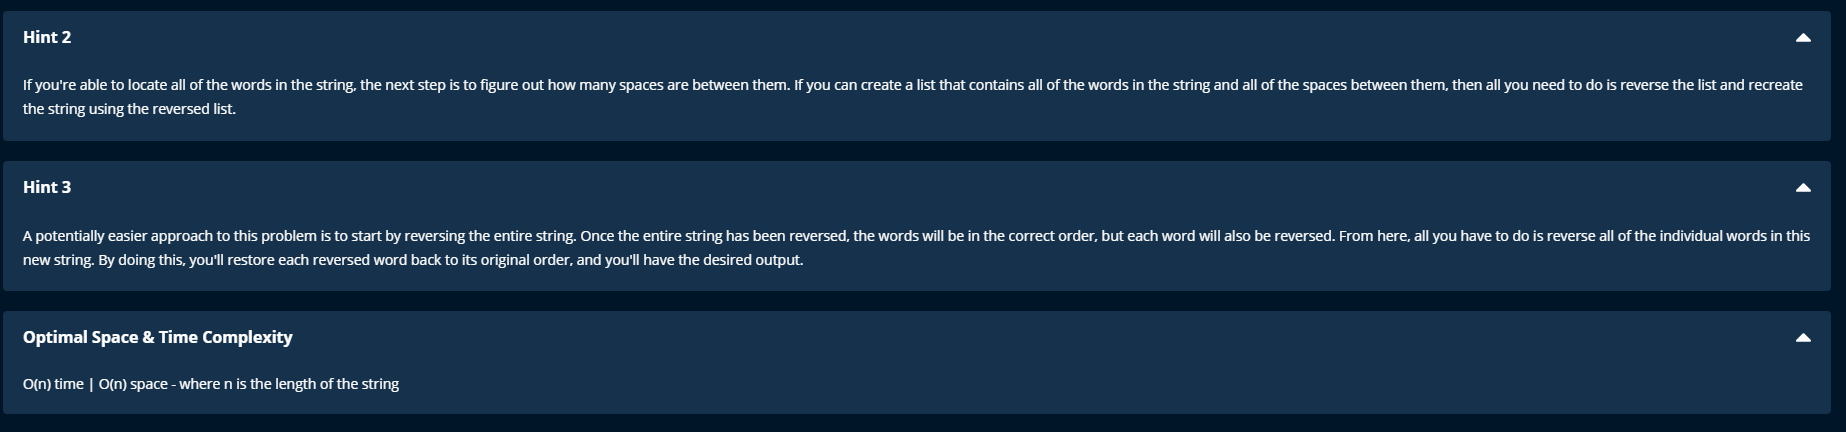 Hint 2
If you're able to locate all of the words in the string, the next step is to figure out how many spaces are between them. If you can create a list that contains all of the words in the string and all of the spaces between them, then all you need to do is reverse the list and recreate
the string using the reversed list.
Hint 3
A potentially easier approach to this problem is to start by reversing the entire string. Once the entire string has been reversed, the words will be in the correct order, but each word will also be reversed. From here, all you have to do is reverse all of the individual words in this
new string. By doing this, you'll restore each reversed word back to its original order, and you'll have the desired output.
Optimal Space & Time Complexity
O(n) time | O(n) space - where n is the length of the string